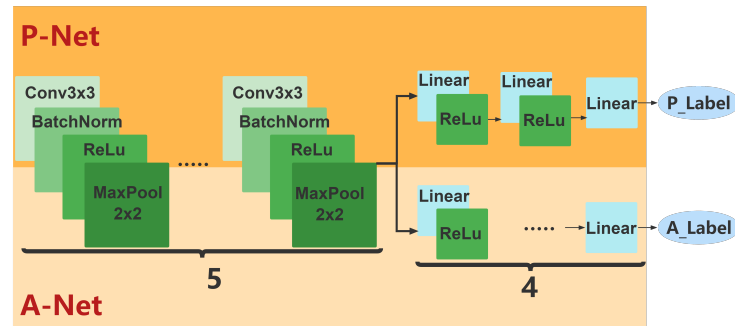 P-Net
Conv3x3
BatchNorm
ReLu
MaxPool
2x2
.....
Conv3x3
BatchNorm
ReLu
MaxPool
2x2
5
Linear
ReLu
Linear
ReLu
Linear
P_Label
Linear
ReLu
.....
Linear
A_Label
4
A-Net